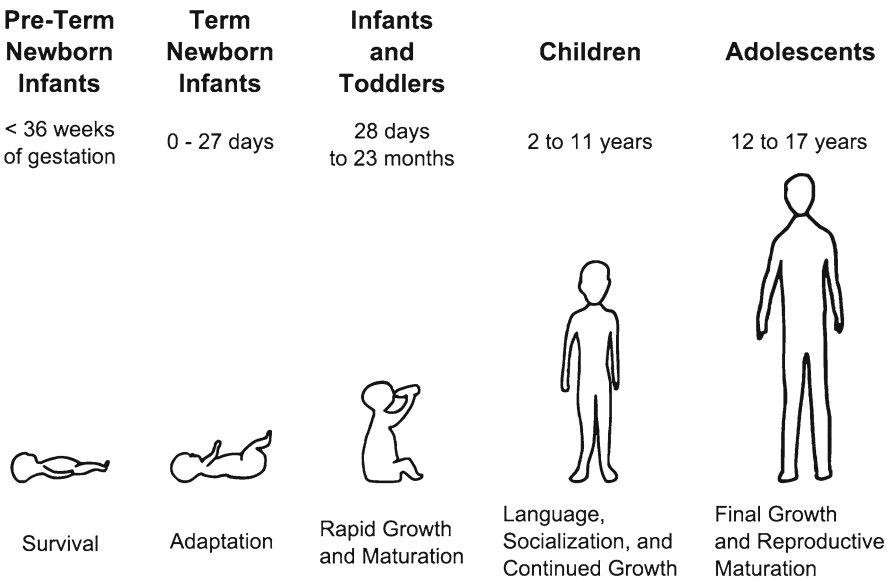 Pre-Term
Newborn
Infants
< 36 weeks
of gestation
Survival
Term
Newborn
Infants
0 - 27 days
Adaptation
Infants
and
Toddlers
28 days
to 23 months
Rapid Growth
and Maturation
Children
2 to 11 years
Language,
Socialization, and
Continued Growth
Adolescents
12 to 17 years
Final Growth
and Reproductive
Maturation